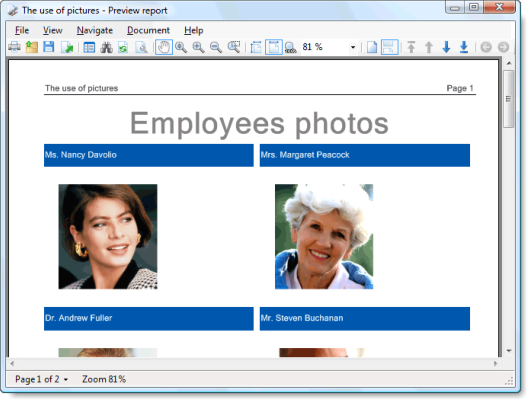 The use of pictures - Preview report
File View Navigate Document Help
81 %
The use of pictures Page 1
Employees photos
Ms. Nancy Davolio Mrs. Margaret Peacock
Dr. Andrew Fuller Mr. Steven Buchanan
Page 1 of 2 Zoom 81%